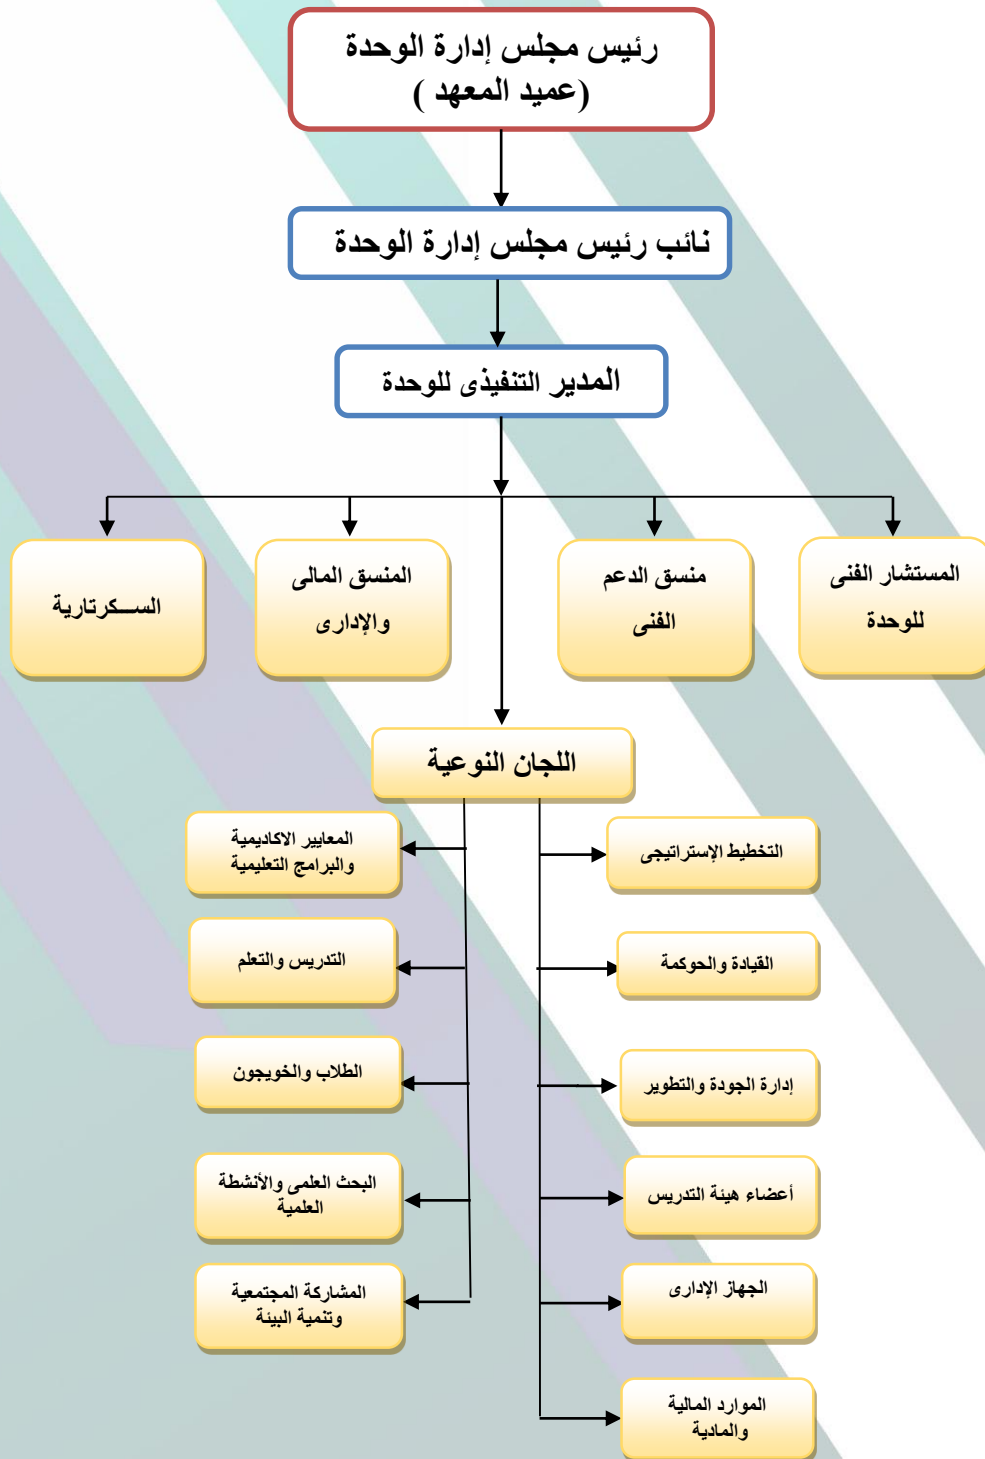 رئيس مجلس إدارة الوحدة
(عميد المعهد )
نائب رئيس مجلس إدارة الوحدة
المدير التنفيذى للوحدة
المستشار الفنى
للوحدة
منسق الدعم
الفنى
المنسق المالى
والإدارى
الســكرتارية
اللجان النوعية
التخطيط الإستراتيجى
القيادة والحوكمة
إدارة الجودة والتطوير
أعضاء هيئة التدريس
الجهاز الإدارى
الموارد المالية
والمادية
المعايير الاكاديمية
والبرامج التعليمية
التدريس والتعلم
الطلاب والخويجون
البحث العلمى والأنشطة
العلمية
المشاركة المجتمعية
وتنمية البيئة